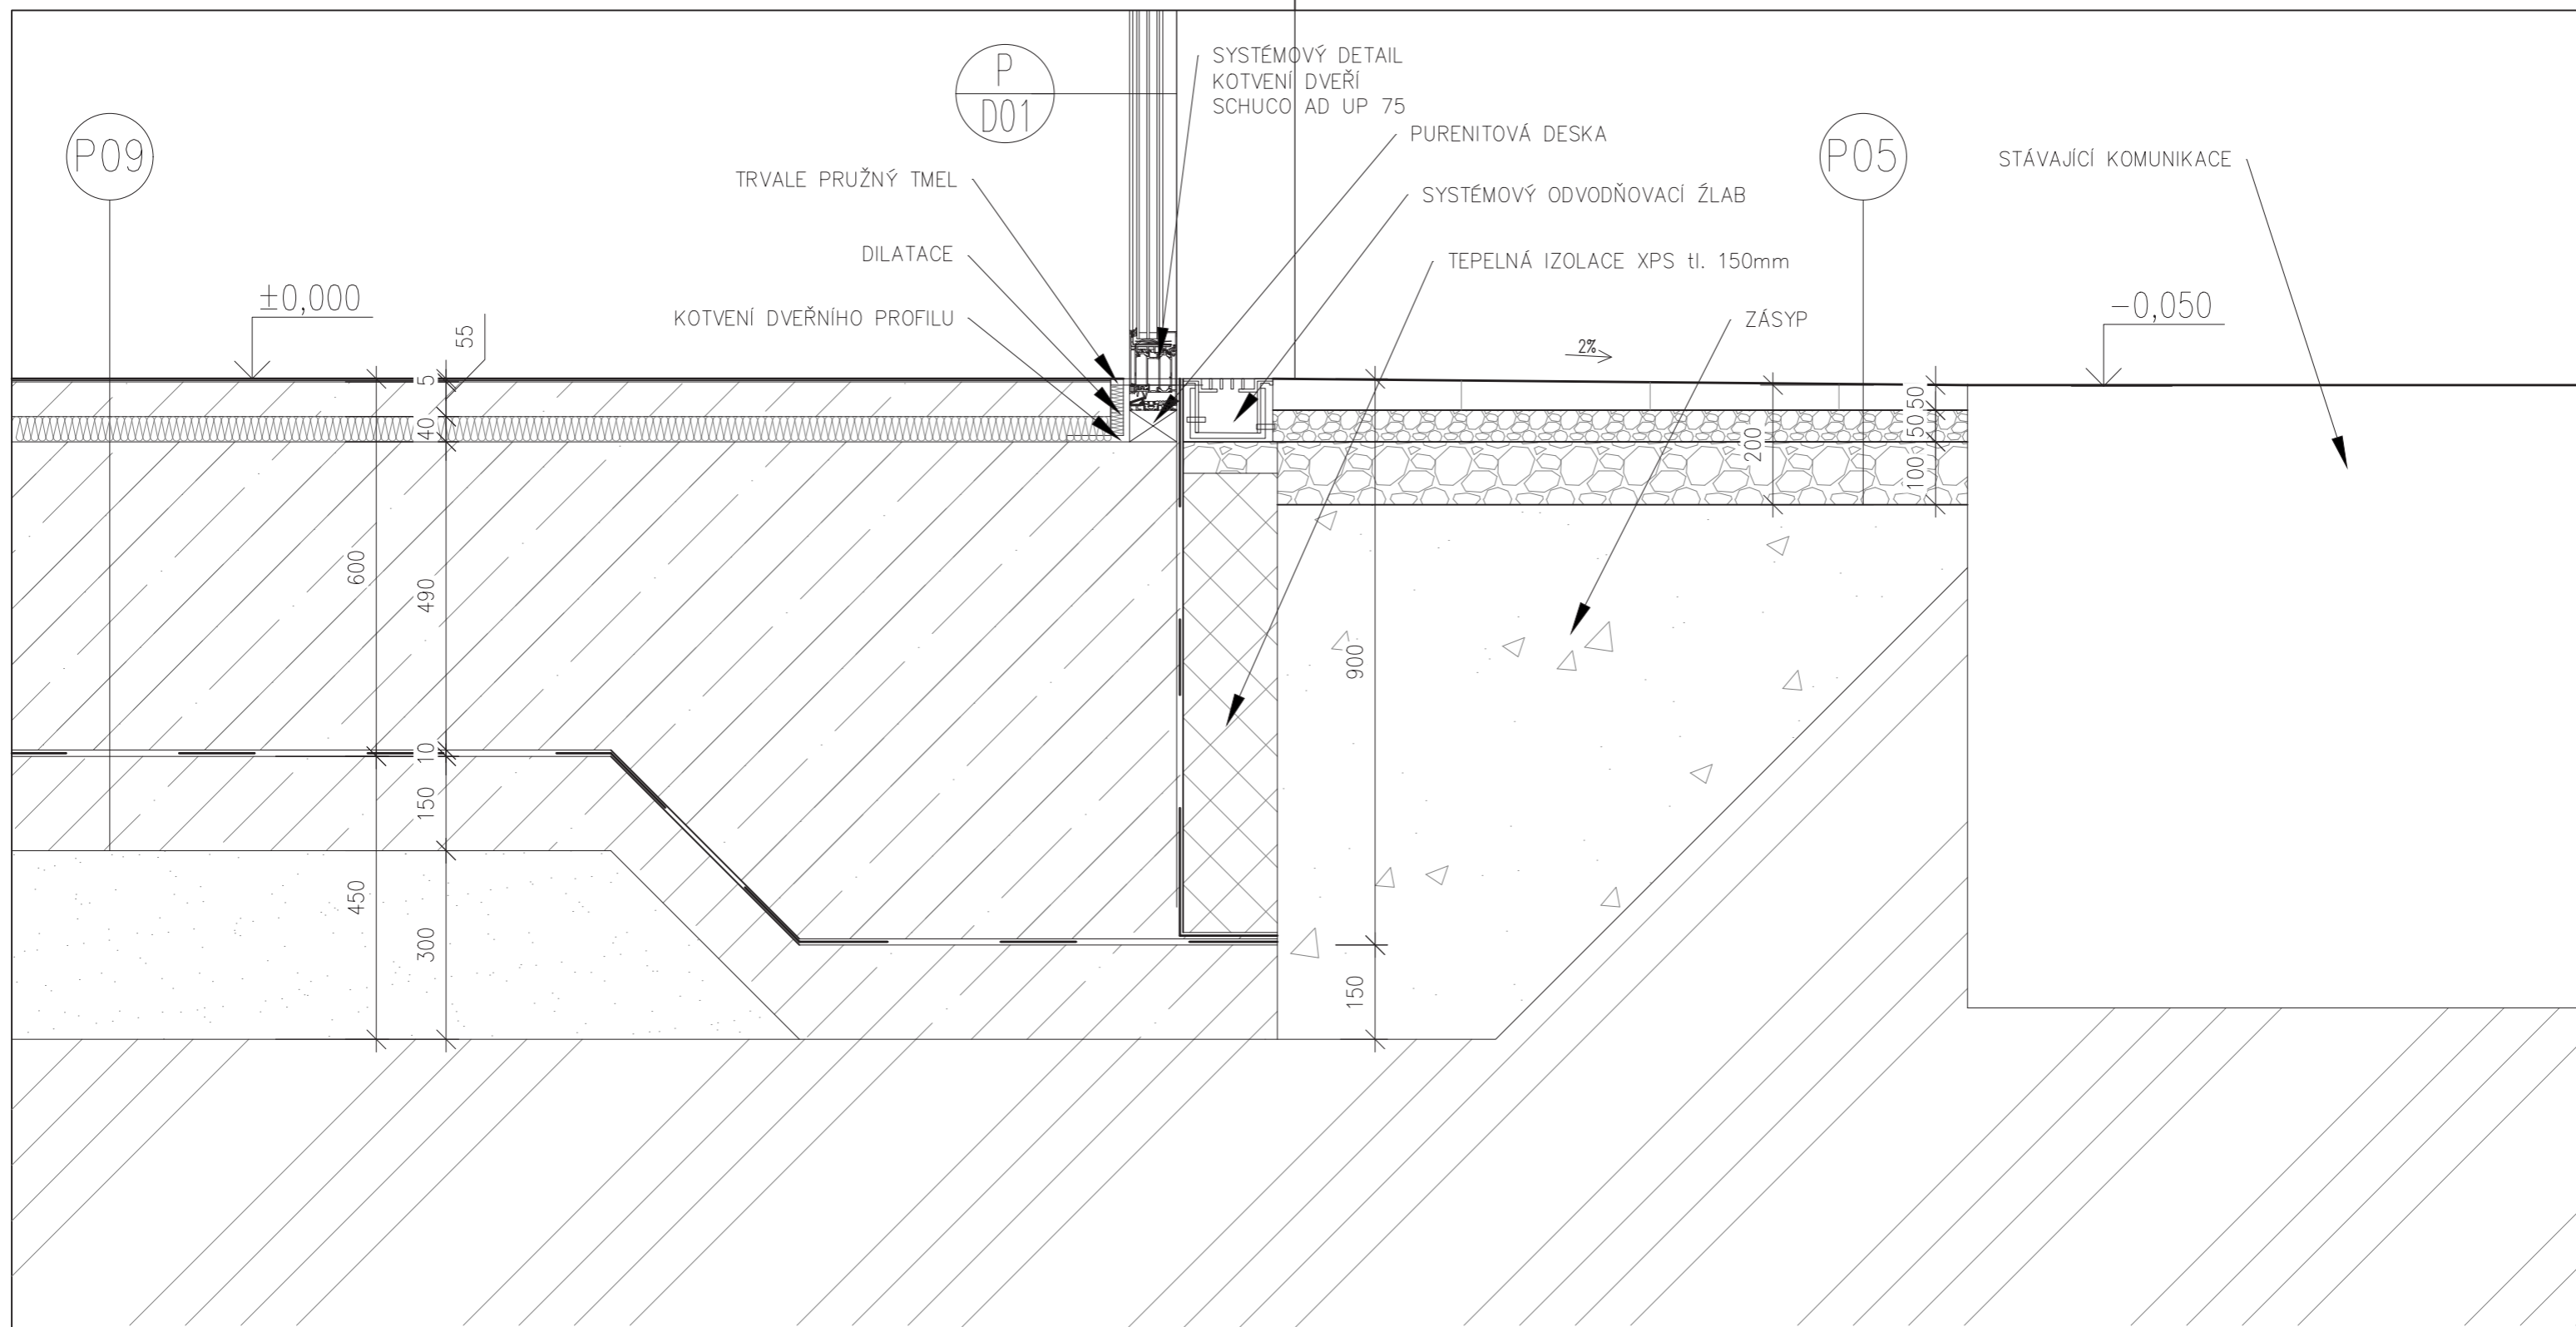 SYSTÉMOVÝ DETAIL
KOTVENÍ DVEŘÍ
SCHUCO AD UP 75
P
D01
PURENITOVÁ DESKA
P09
P05
STÁVAJÍCÍ KOMUNIKACE
TRVALE PRUŽNÝ TMEL
SYSTÉMOVÝ ODVODŇOVACÍ ŹLAB
DILATACE
TEPELNÁ IZOLACE XPS tl. 150mm
±0,000
-0,050
KOTVENÍ DVEŘNÍHO PROFILU
ZÁSYP
55
2%
5
40
50
50
200
100
600
490
900
10
150
450
300
150